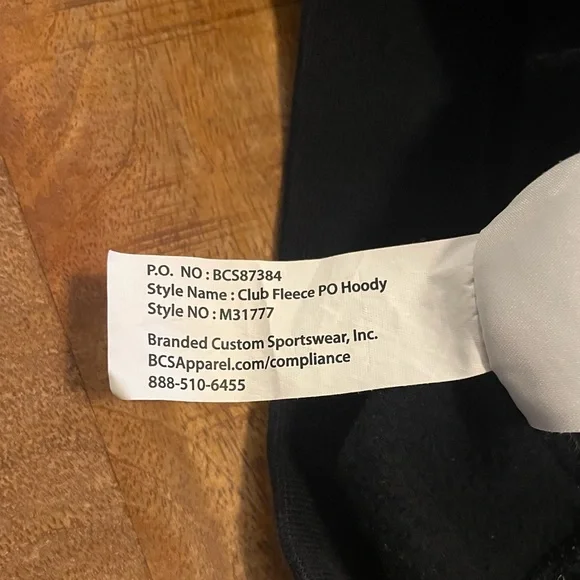 P.O. NO : BCS87384
Style Name : Club Fleece PO Hoody
Style NO : M31777
Branded Custom Sportswear, Inc.
BCSApparel.com/compliance
888-510-6455